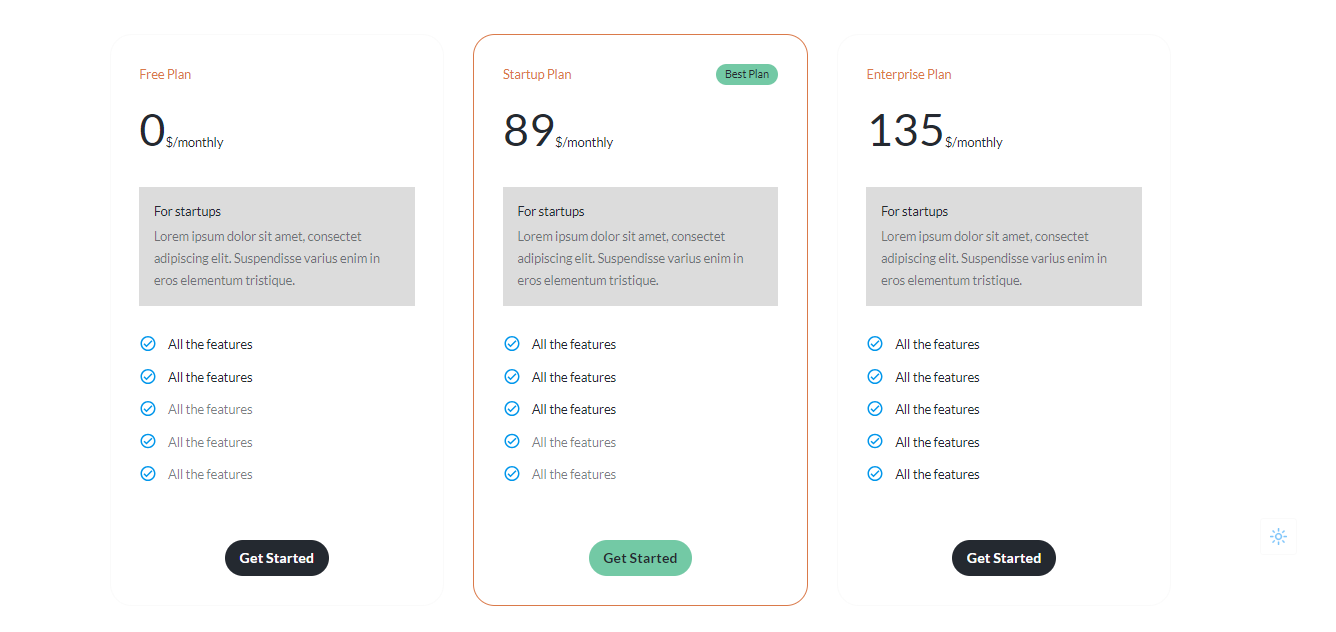 Free Plan
0$/monthly
For startups
Lorem ipsum dolor sit amet, consectet
adipiscing elit. Suspendisse varius enim in
eros elementum tristique.
All the features
All the features
All the features
All the features
All the features
Get Started
Startup Plan
Best Plan
89$/monthly
For startups
Lorem ipsum dolor sit amet, consectet
adipiscing elit. Suspendisse varius enim in
eros elementum tristique.
All the features
All the features
All the features
All the features
All the features
Get Started
Enterprise Plan
135$/monthly
For startups
Lorem ipsum dolor sit amet, consectet
adipiscing elit. Suspendisse varius enim in
eros elementum tristique.
All the features
All the features
All the features
All the features
All the features
Get Started